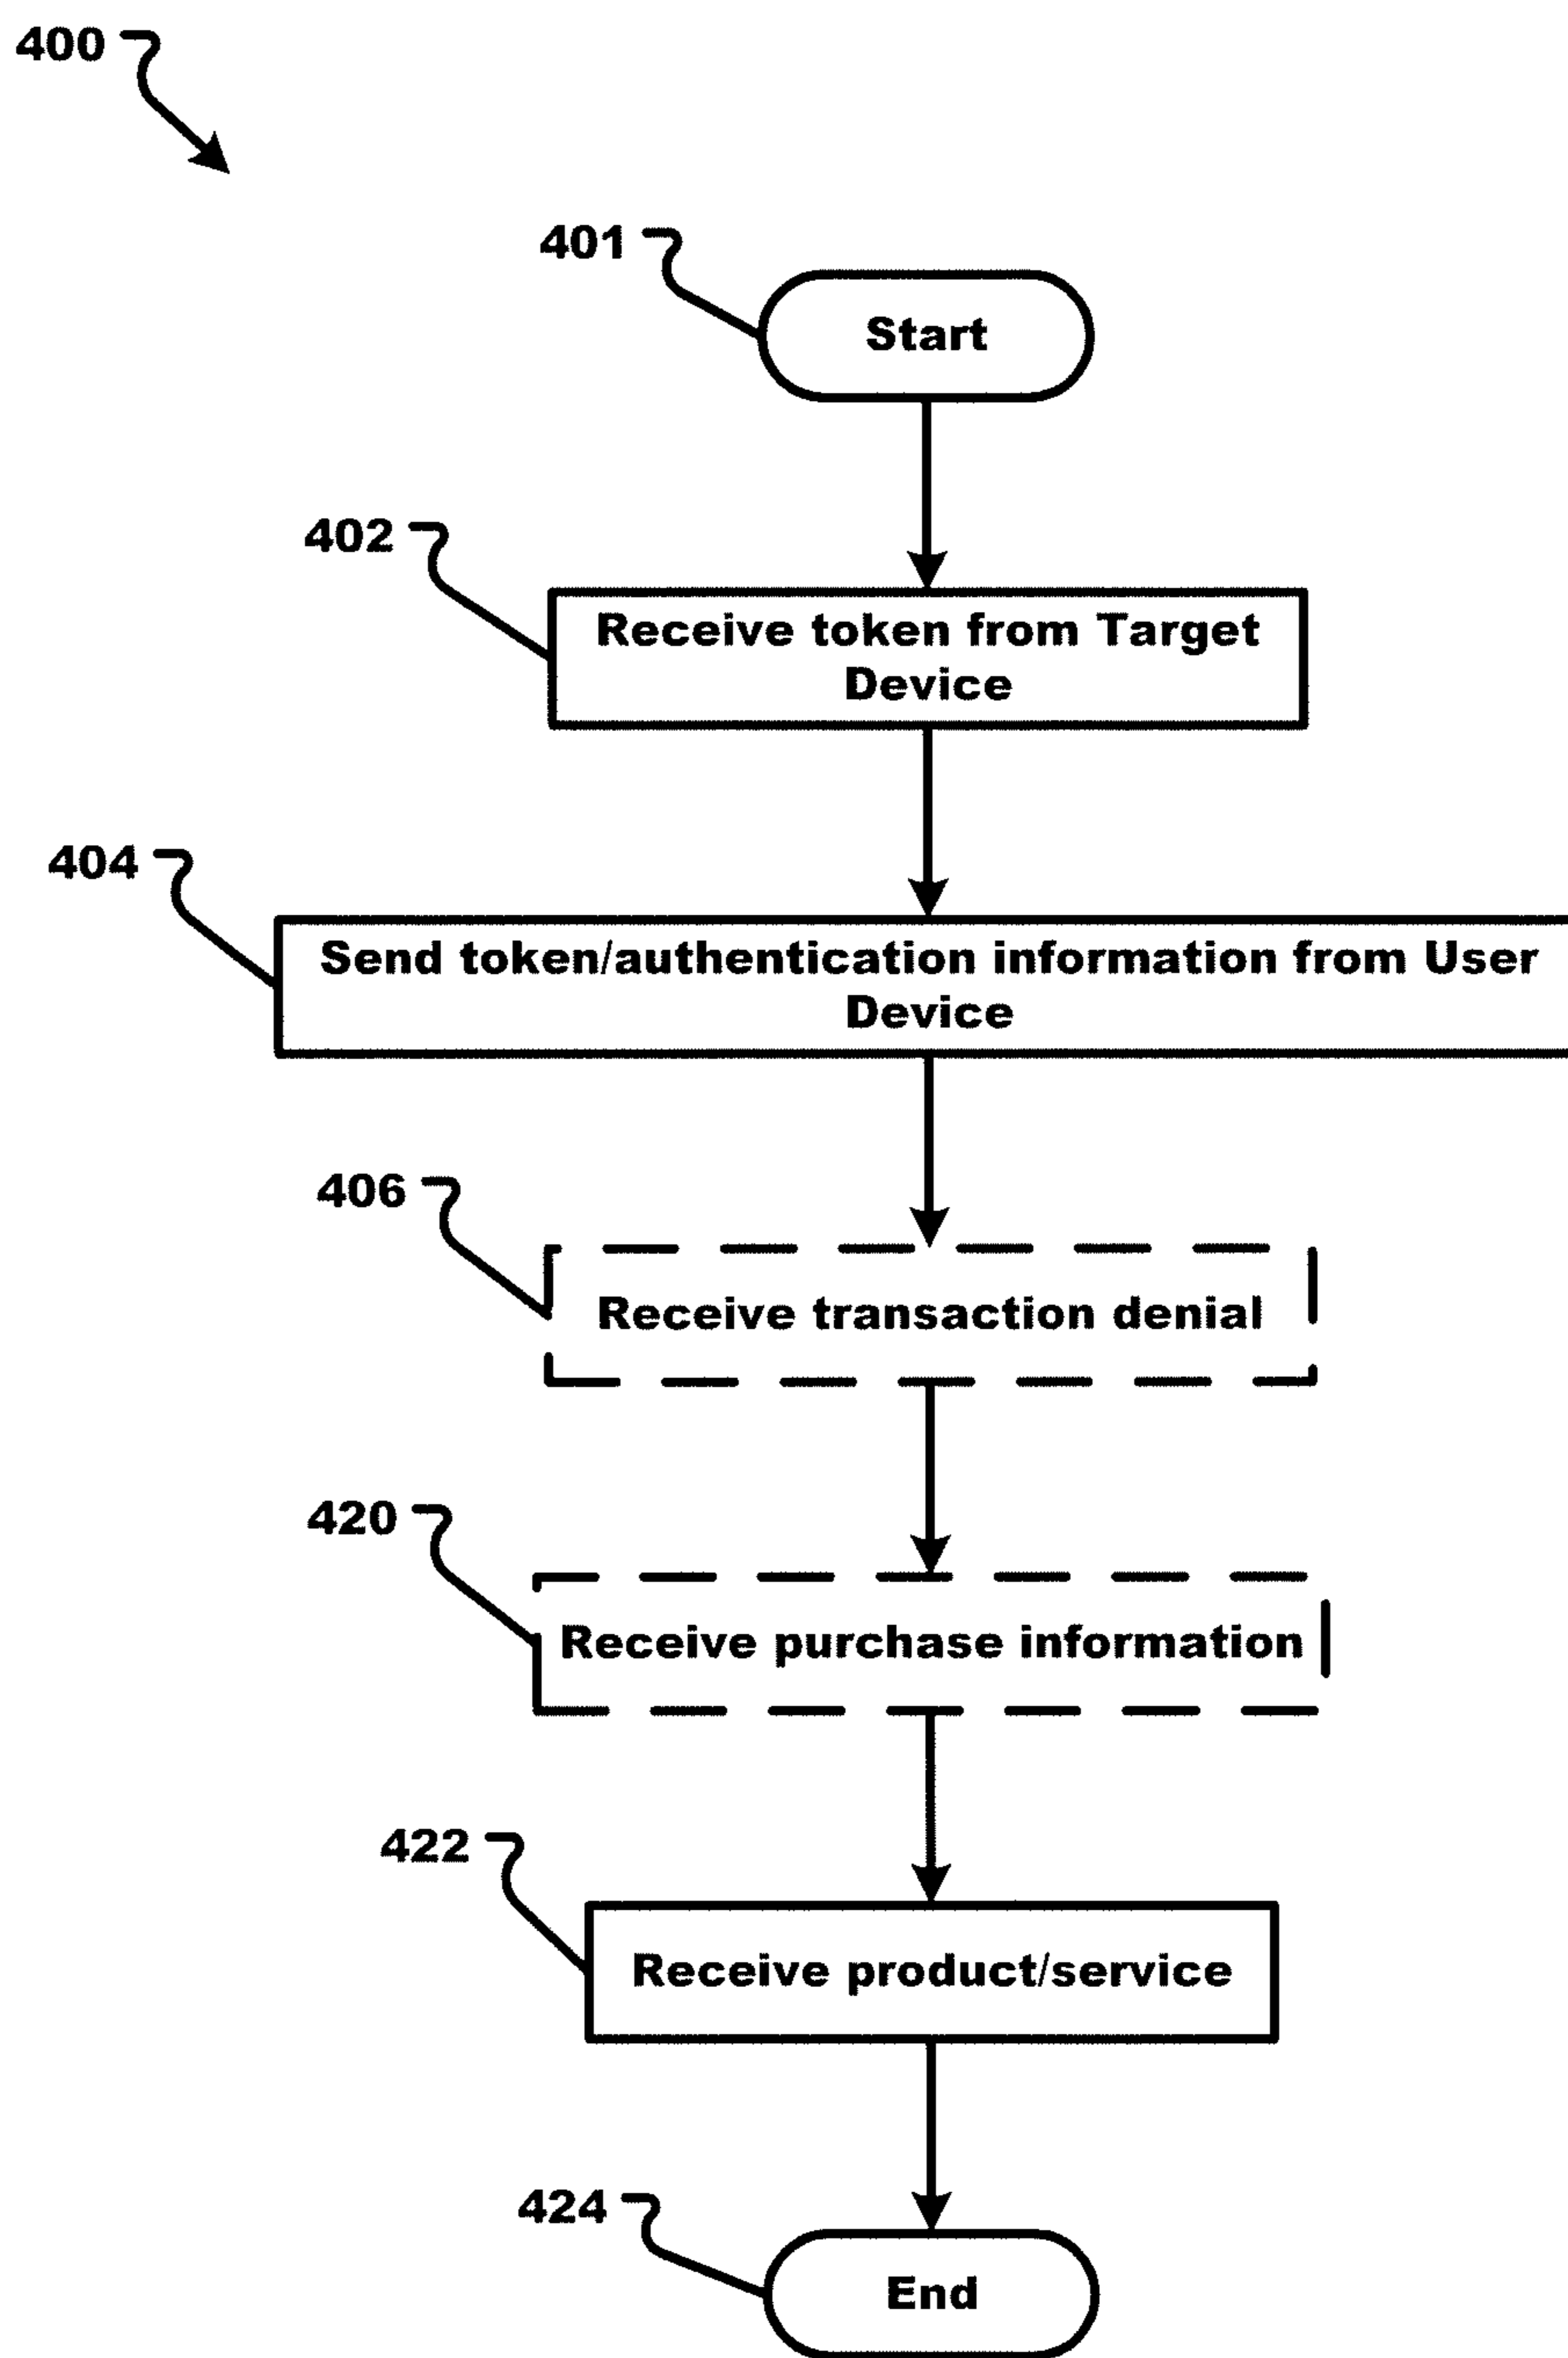 400
401
Start
402
Receive token from Target
Device
404
Send token/authentication information from User
Device
406
Receive transaction denial
420
Receive purchase information
422
Receive product/service
424
End